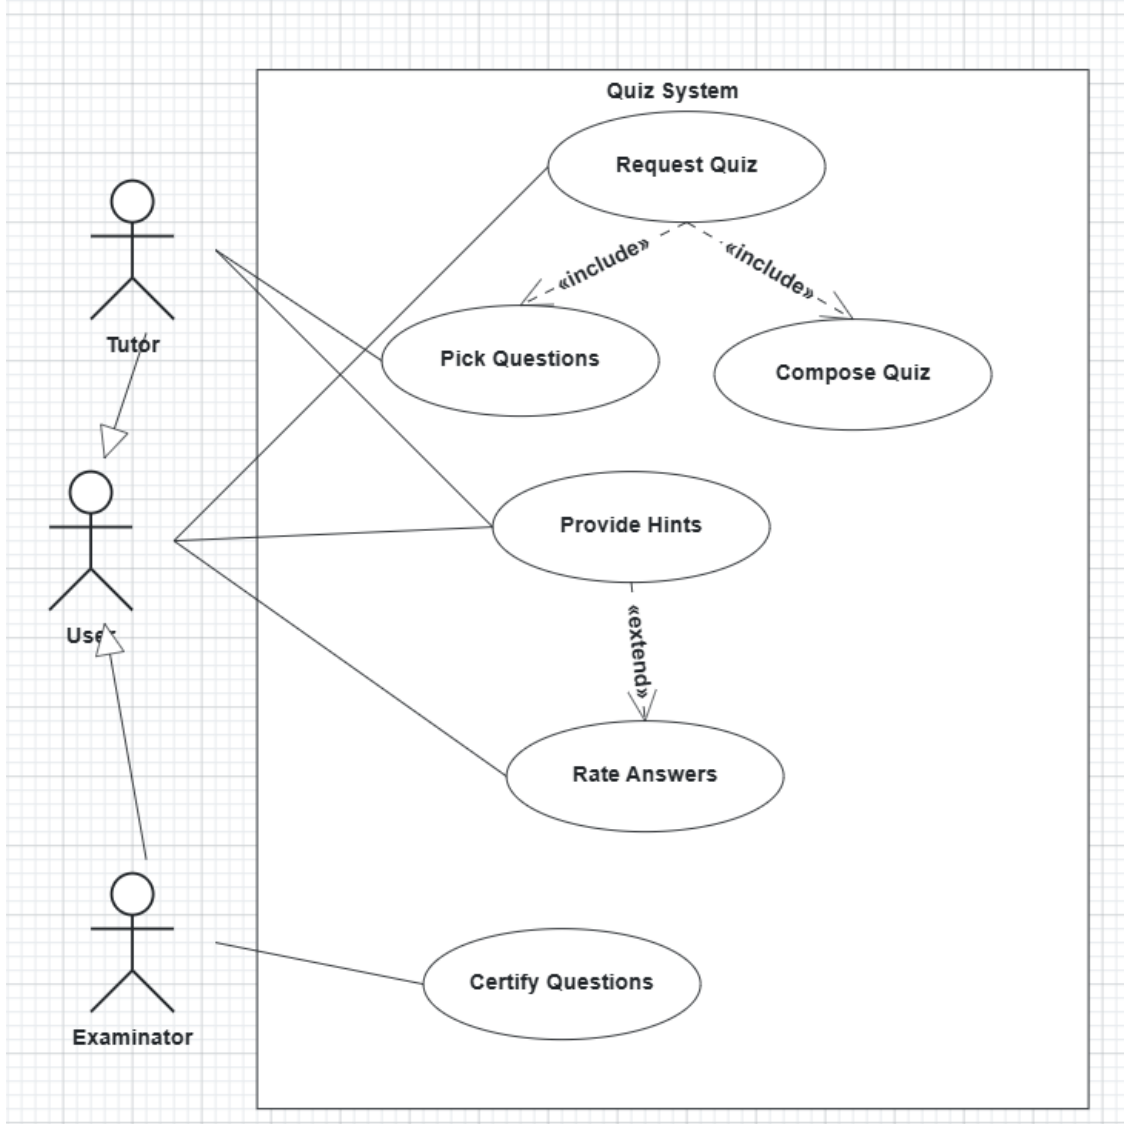 Quiz System
Request Quiz
«include»
«include»
Tutor
Pick Questions
Compose Quiz
Provide Hints
User
«extend»
Rate Answers
Certify Questions
Examinator